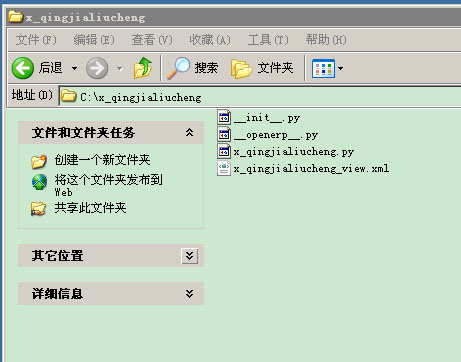 x_qingjialiucheng
文件(F) 编辑(E) 查看(V) 收藏(A) 工具(T) 帮助(H)
后退 搜索 文件夹
地址(D) C:\x_qingjialiucheng
文件和文件夹任务
创建一个新文件夹
将这个文件夹发布到
Web
共享此文件夹
其它位置
详细信息
__init__.py
__openerp__.py
x_qingjialiucheng.py
x_qingjialiucheng_view.xml